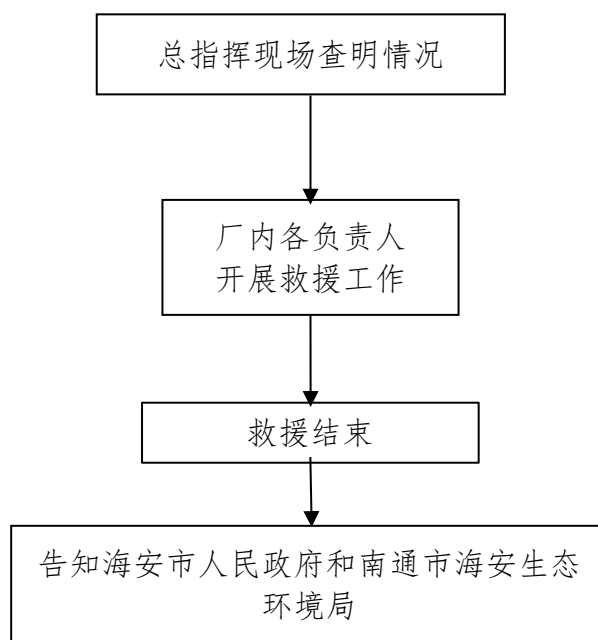 总指挥现场查明情况
厂内各负责人
开展救援工作
救援结束
告知海安市人民政府和南通市海安生态
环境局